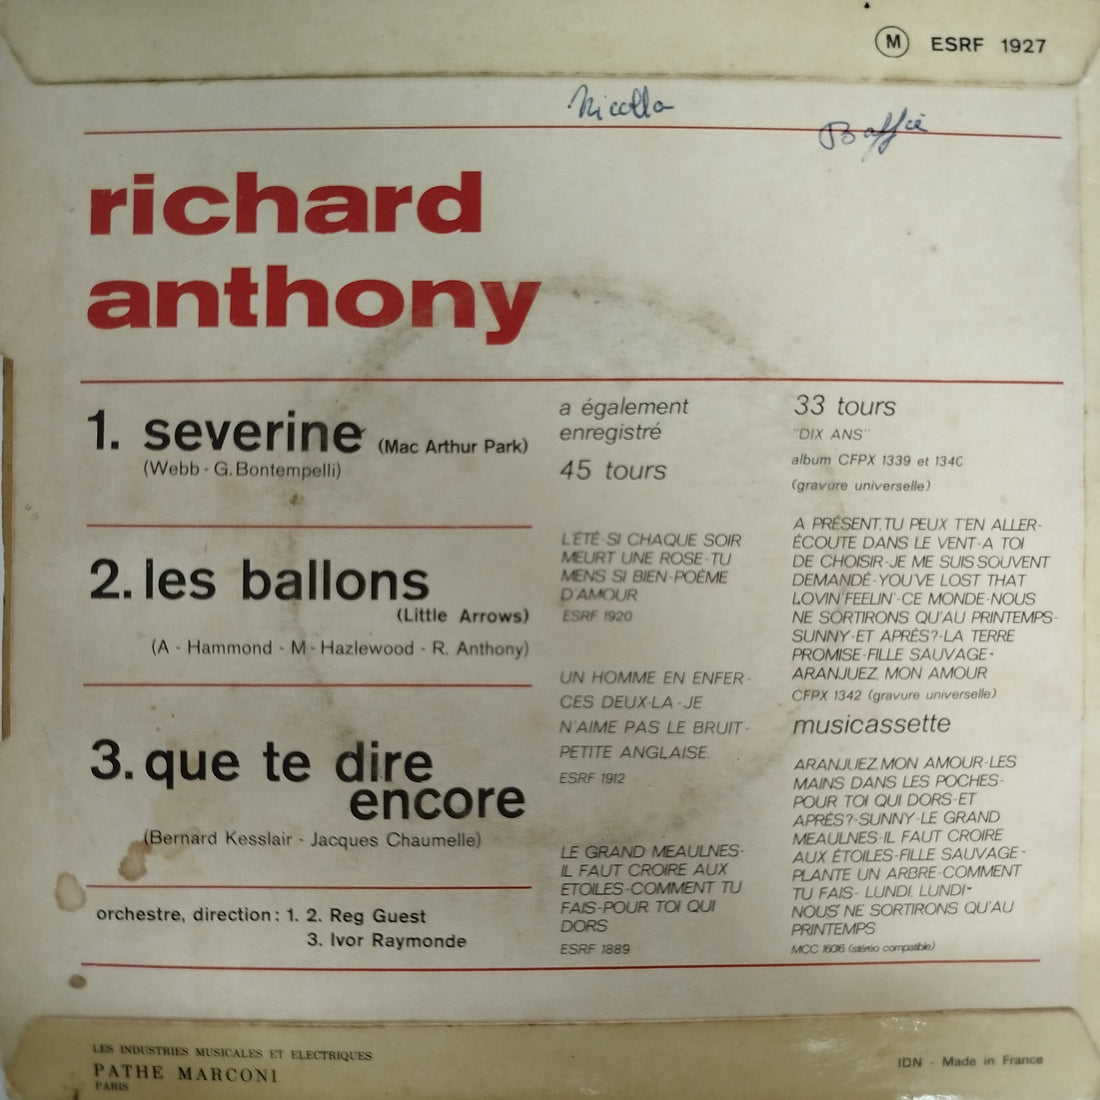 M ESRF 1927
richard
anthony
1. severine (Mac Arthur Park)
(Webb - G. Bontempelli)
2. les ballons
(Little Arrows)
(A - Hammond - M - Hazlewood - R. Anthony)
3. que te dire
encore
(Bernard Kesslair - Jacques Chaumelle)
orchestre, direction : 1. 2. Reg Guest
3. Ivor Raymonde
a également
enregistré
45 tours
L'ÉTÉ-SI CHAQUE SOIR
MEURT UNE ROSE-TU
MENS SI BIEN-POÈME
D'AMOUR
ESRF 1920
UN HOMME EN ENFER-
CES DEUX-LA-JE
N'AIME PAS LE BRUIT-
PETITE ANGLAISE.
ESRF 1912
LE GRAND MEAULNES-
IL FAUT CROIRE AUX
ETOILES-COMMENT TU
FAIS-POUR TOI QUI
DORS
ESRF 1889
33 tours
"DIX ANS"
album CFPX 1339 et 1340
(gravure universelle)
A PRÉSENT, TU PEUX T'EN ALLER-
ÉCOUTE DANS LE VENT-A TOI
DE CHOISIR-JE ME SUIS SOUVENT
DEMANDÉ-YOU'VE LOST THAT
LOVIN' FEELIN'-CE MONDE-NOUS
NE SORTIRONS QU'AU PRINTEMPS-
SUNNY-ET APRÈS?-LA TERRE
PROMISE-FILLE SAUVAGE-
ARANJUEZ, MON AMOUR
CFPX 1342 (gravure universelle)
musicassette
ARANJUEZ, MON AMOUR-LES
MAINS DANS LES POCHES-
POUR TOI QUI DORS-ET
APRÈS?-SUNNY-LE GRAND
MEAULNES-IL FAUT CROIRE
AUX ÉTOILES-FILLE SAUVAGE-
PLANTE UN ARBRE-COMMENT
TU FAIS- LUNDI, LUNDI-
NOUS NE SORTIRONS QU'AU
PRINTEMPS
MCC 16016 (stéréo compatible)
LES INDUSTRIES MUSICALES ET ELECTRIQUES
PATHE MARCONI
PARIS
IDN - Made in France